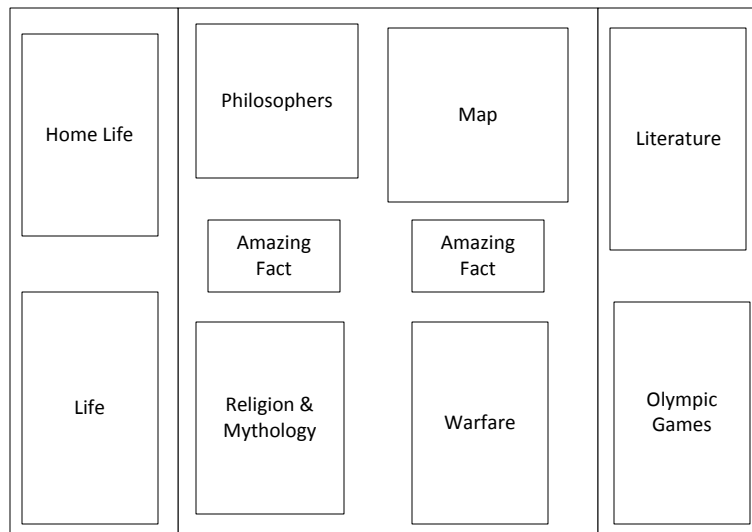 Home Life
Life
Philosophers
Map
Amazing
Fact
Amazing
Fact
Religion &
Mythology
Warfare
Literature
Olympic
Games